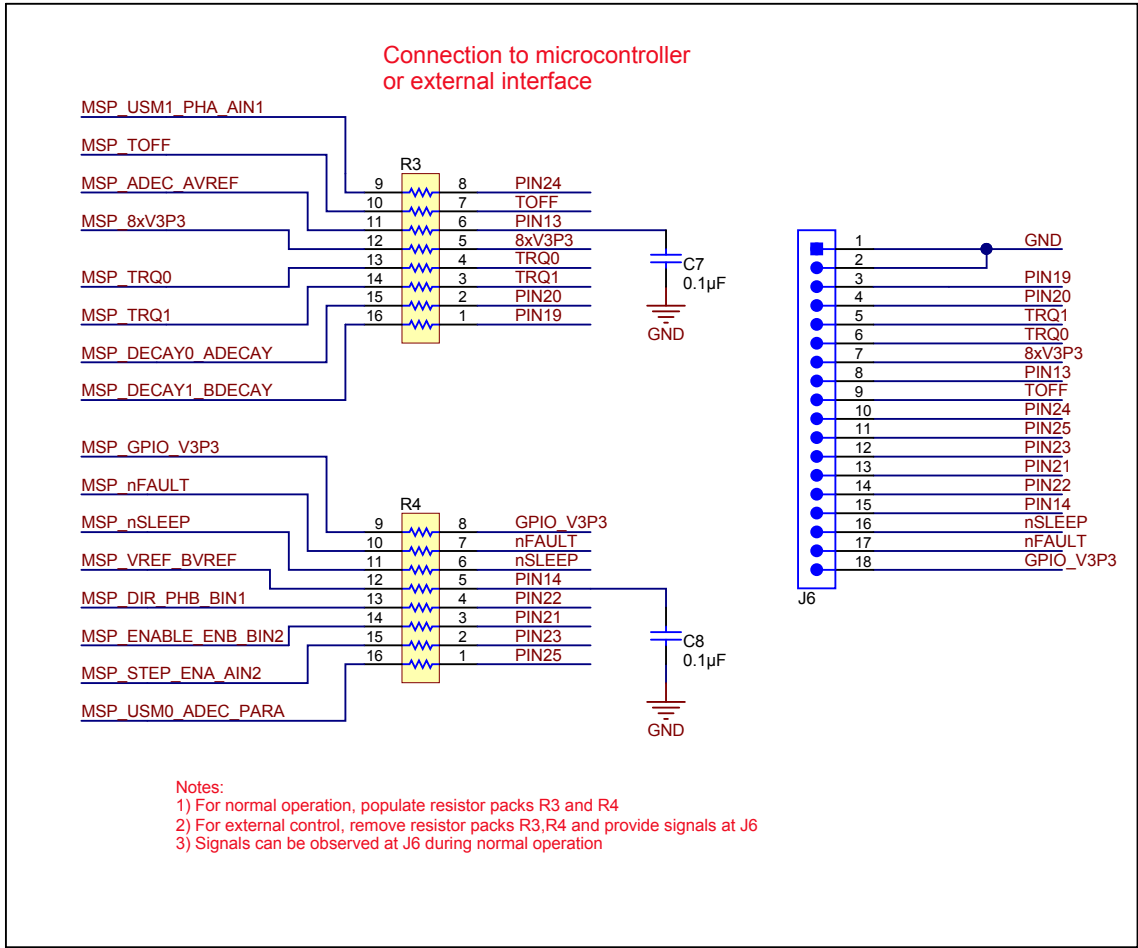 Connection to microcontroller
or external interface
MSP_USM1_PHA_AIN1
MSP_TOFF
MSP_ADEC_AVREF
MSP_8xV3P3
MSP_TRQ0
MSP_TRQ1
MSP_DECAY0_ADECAY
MSP_DECAY1_BDECAY
R3
9 8 PIN24
10 7 TOFF
11 6 PIN13
12 5 8xV3P3
13 4 TRQ0
14 3 TRQ1
15 2 PIN20
16 1 PIN19
C7
0.1µF
GND
MSP_GPIO_V3P3
MSP_nFAULT
MSP_nSLEEP
MSP_VREF_BVREF
MSP_DIR_PHB_BIN1
MSP_ENABLE_ENB_BIN2
MSP_STEP_ENA_AIN2
MSP_USM0_ADEC_PARA
R4
9 8 GPIO_V3P3
10 7 nFAULT
11 6 nSLEEP
12 5 PIN14
13 4 PIN22
14 3 PIN21
15 2 PIN23
16 1 PIN25
C8
0.1µF
GND
1 GND
2
3 PIN19
4 PIN20
5 TRQ1
6 TRQ0
7 8xV3P3
8 PIN13
9 TOFF
10 PIN24
11 PIN25
12 PIN23
13 PIN21
14 PIN22
15 PIN14
16 nSLEEP
17 nFAULT
18 GPIO_V3P3
J6
Notes:
1) For normal operation, populate resistor packs R3 and R4
2) For external control, remove resistor packs R3,R4 and provide signals at J6
3) Signals can be observed at J6 during normal operation